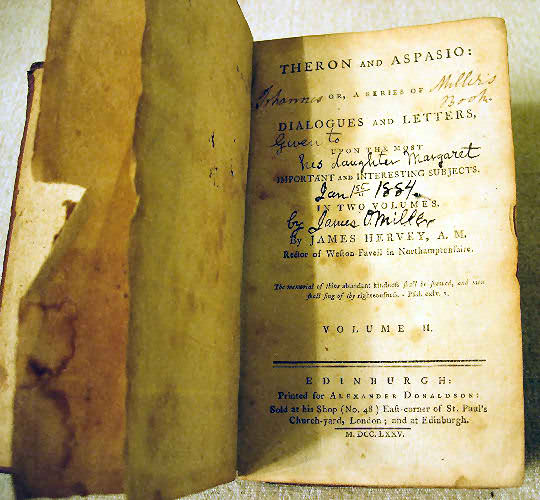 THERON AND ASPASIO:
Johannes OR, A SERIES OF Miller's
Book.
DIALOGUES AND LETTERS,
Given to
UPON THE MOST
his daughter Margaret
IMPORTANT AND INTERESTING SUBJECTS.
Jan 1st 1884.
IN TWO VOLUMES.
by James O. Miller
By JAMES HERVEY, A. M.
Rector of Weston-Favell in Northamptonshire.
The memorial of thine abundant kindness shall be shewed, and men
shall sing of thy righteousness. - Psal. cxlv. 7.
VOLUME II.
EDINBURGH:
Printed for ALEXANDER DONALDSON:
Sold at his Shop (No. 48) East-corner of St. Paul's
Church-yard, London; and at Edinburgh.
M. DCC. LXXV.